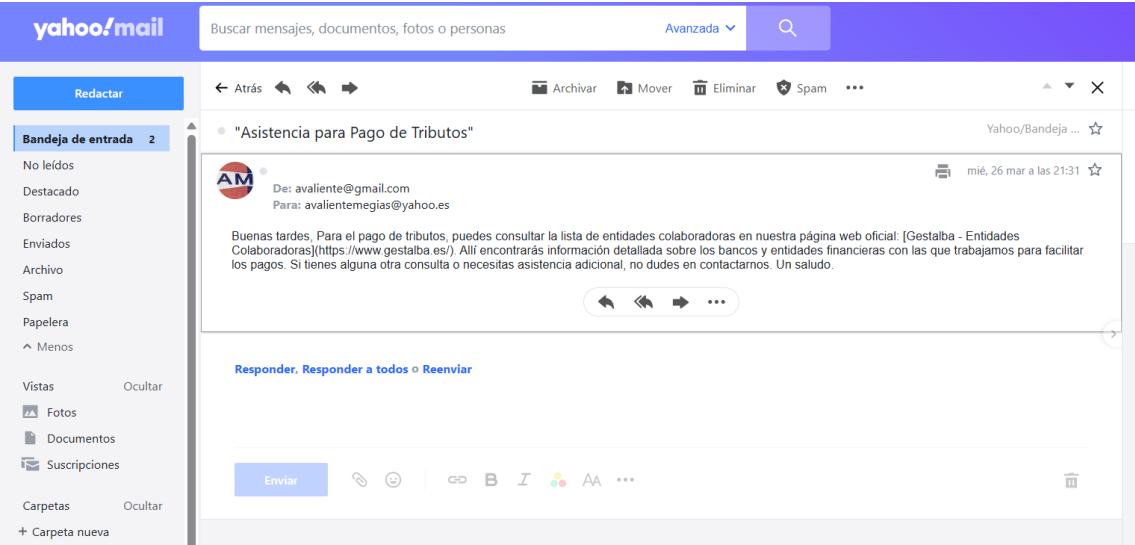 yahoo!mail
Buscar mensajes, documentos, fotos o personas
Avanzada
Redactar
Atrás
Archivar
Mover
Eliminar
Spam
Bandeja de entrada 2
No leídos
Destacado
Borradores
Enviados
Archivo
Spam
Papelera
Menos
Vistas Ocultar
Fotos
Documentos
Suscripciones
Carpetas Ocultar
+ Carpeta nueva
"Asistencia para Pago de Tributos"
Yahoo/Bandeja ...
AM
De: avaliente@gmail.com
Para: avalientemegias@yahoo.es
mié, 26 mar a las 21:31
Buenas tardes, Para el pago de tributos, puedes consultar la lista de entidades colaboradoras en nuestra página web oficial: [Gestalba - Entidades
Colaboradoras](https://www.gestalba.es/). Allí encontrarás información detallada sobre los bancos y entidades financieras con las que trabajamos para facilitar
los pagos. Si tienes alguna otra consulta o necesitas asistencia adicional, no dudes en contactarnos. Un saludo.
Responder, Responder a todos o Reenviar
Enviar
B I AA